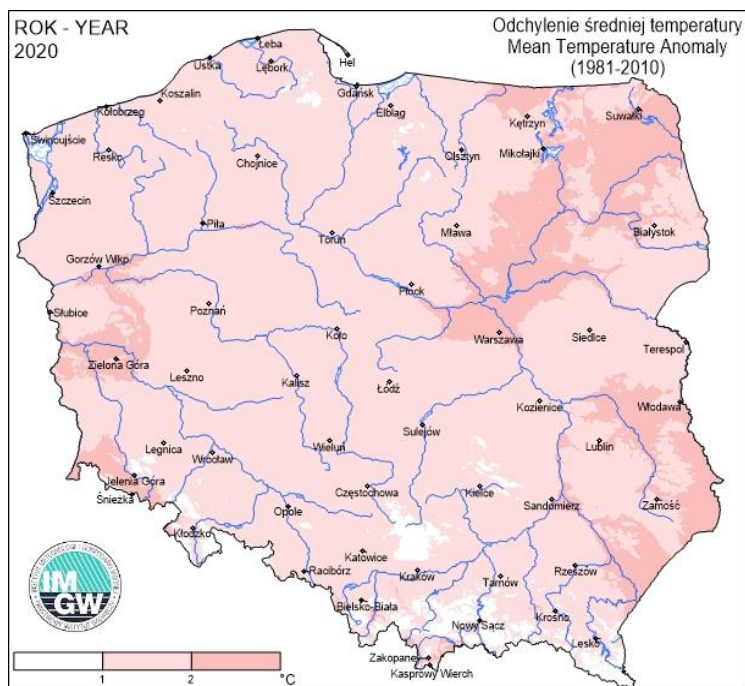 ROK - YEAR
2020
Odchylenie średniej temperatury
Mean Temperature Anomaly
(1981-2010)
Łeba
Hel
Ustka
Lębork
Gdańsk
Koszalin
Kołobrzeg
Elbląg
Kętrzyn
Suwałki
Świnoujście
Resko
Chojnice
Olsztyn
Mikołajki
Szczecin
Piła
Toruń
Mława
Białystok
Gorzów Wlkp.
Płock
Słubice
Poznań
Koło
Warszawa
Siedlce
Terespol
Zielona Góra
Leszno
Kalisz
Łódź
Kozienice
Włodawa
Sulejów
Legnica
Wrocław
Wieluń
Lublin
Jelenia Góra
Śnieżka
Częstochowa
Kielce
Sandomierz
Zamość
Opole
Kłodzko
Katowice
Racibórz
Kraków
Tarnów
Rzeszów
Bielsko-Biała
Nowy Sącz
Krosno
Lesko
Zakopane
Kasprowy Wierch
IM
GW
1 2 °C